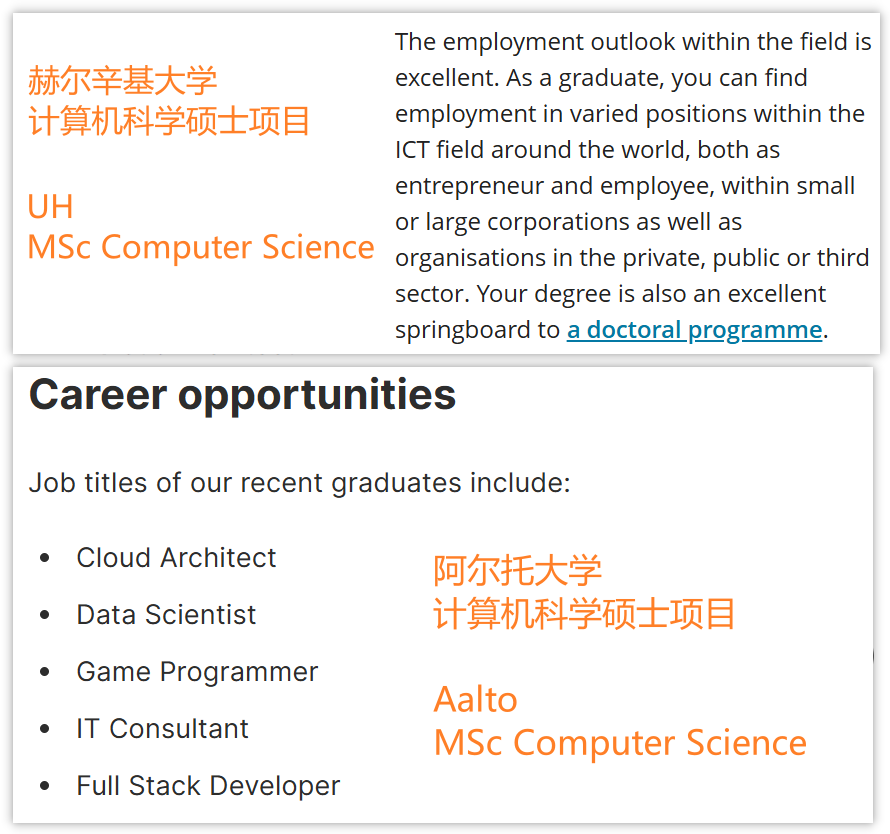 赫尔辛基大学
计算机科学硕士项目
UH
MSc Computer Science
The employment outlook within the field is
excellent. As a graduate, you can find
employment in varied positions within the
ICT field around the world, both as
entrepreneur and employee, within small
or large corporations as well as
organisations in the private, public or third
sector. Your degree is also an excellent
springboard to a doctoral programme.
Career opportunities
Job titles of our recent graduates include:
• Cloud Architect
• Data Scientist
• Game Programmer
• IT Consultant
• Full Stack Developer
阿尔托大学
计算机科学硕士项目
Aalto
MSc Computer Science